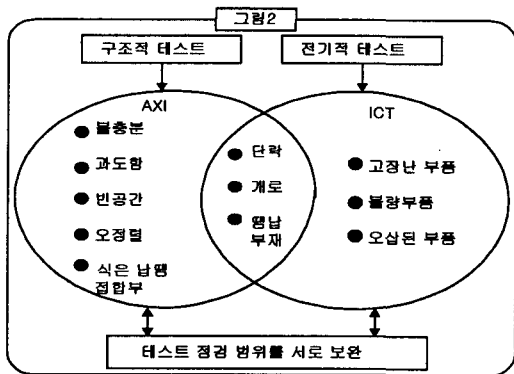 그림2
구조적 테스트
전기적 테스트
AXI
ICT
불충분
과도함
빈공간
오정렬
식은 납땜
접합부
단락
개로
땜납
부재
고장난 부품
불량부품
오삽된 부품
테스트 점검 범위를 서로 보완